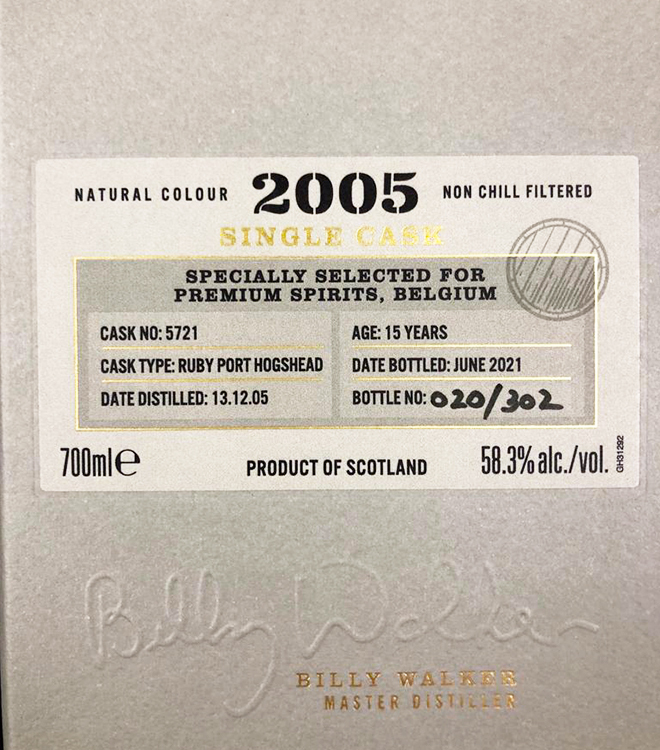 NATURAL COLOUR 2005 NON CHILL FILTERED
SINGLE CASK
SPECIALLY SELECTED FOR
PREMIUM SPIRITS, BELGIUM
CASK NO: 5721
CASK TYPE: RUBY PORT HOGSHEAD
DATE DISTILLED: 13.12.05
AGE: 15 YEARS
DATE BOTTLED: JUNE 2021
BOTTLE NO: 020/302
700ml℮ PRODUCT OF SCOTLAND 58.3% alc./vol.
GH31292
Billy Walker
BILLY WALKER
MASTER DISTILLER